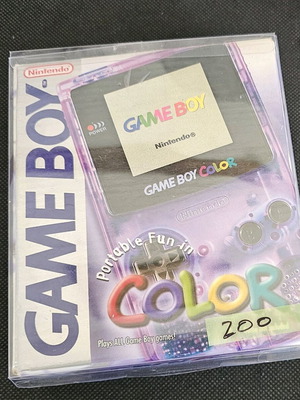 Nintendo
GAME BOY
POWER
GAME BOY
Nintendo®
GAME BOY COLOR
Nintendo
Portable Fun in
COLOR
Plays ALL Game Boy games!
200